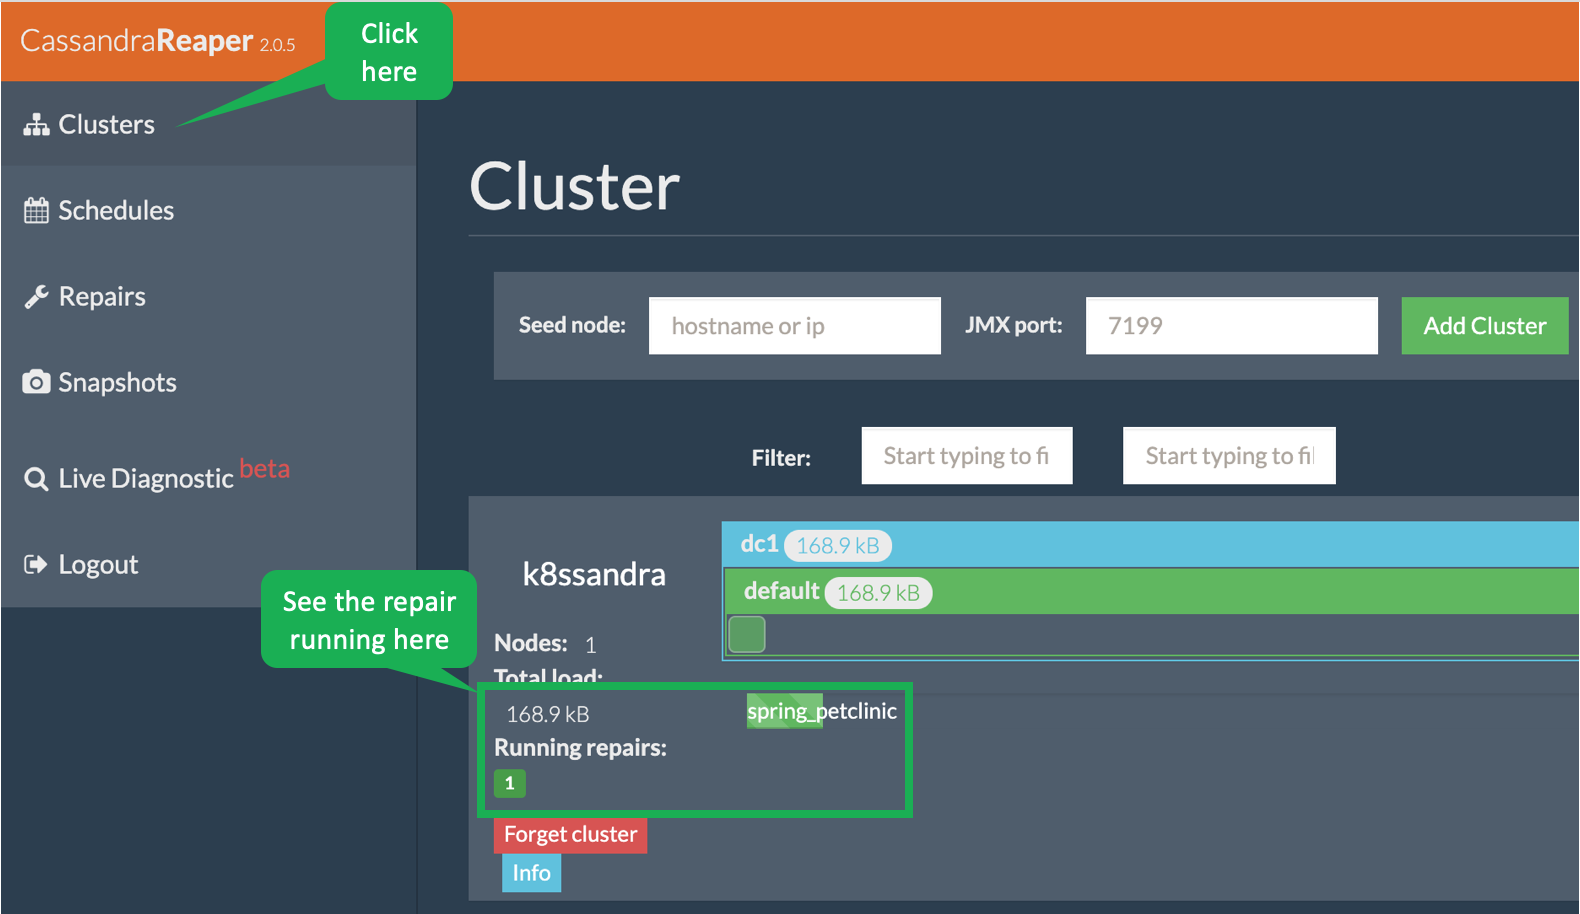 CassandraReaper 2.0.5
Click
here
Clusters
Schedules
Repairs
Snapshots
Live Diagnostic beta
Logout
Cluster
Seed node: hostname or ip JMX port: 7199 Add Cluster
Filter: Start typing to fi Start typing to fil
k8ssandra
dc1 168.9 kB
default 168.9 kB
See the repair
running here
Nodes: 1
Total load:
168.9 kB
spring_petclinic
Running repairs:
1
Forget cluster
Info